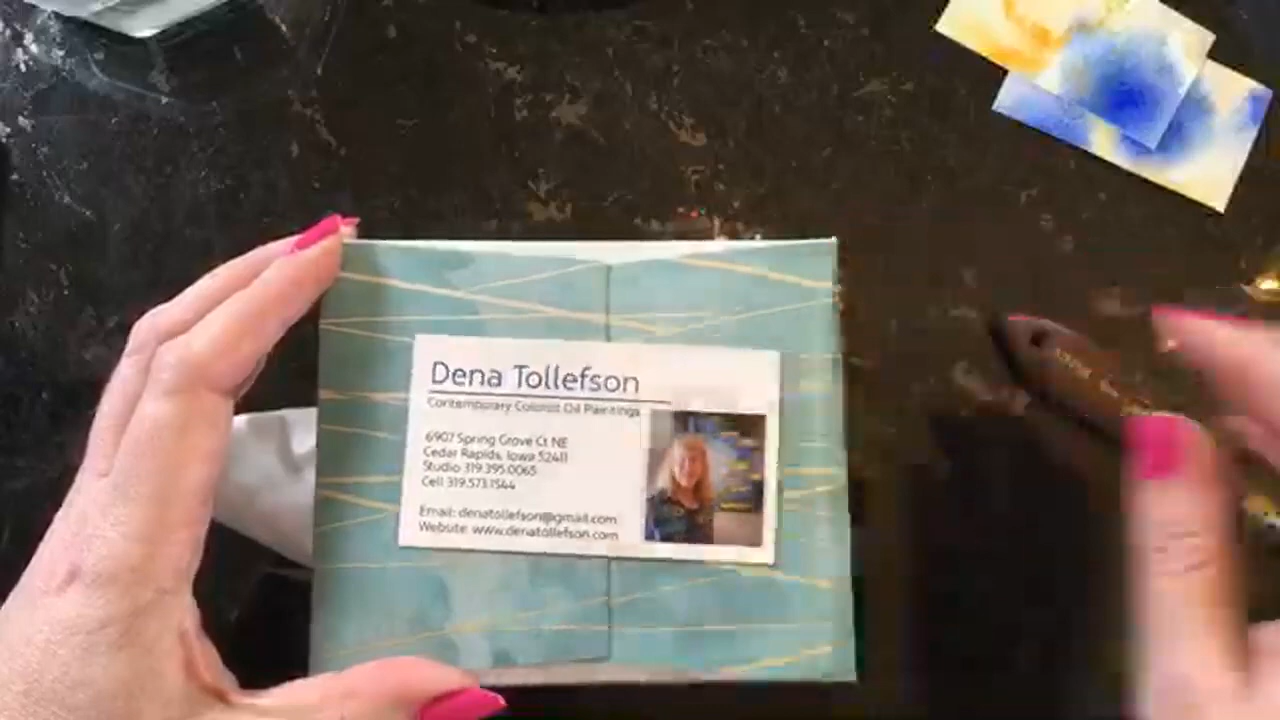 Dena Tollefson
Contemporary Colorist Oil Paintings
6907 Spring Grove Ct NE
Cedar Rapids, Iowa 52411
Studio 319.395.0065
Cell 319.573.1564
Email: denatollefson@gmail.com
Website: www.denatollefson.com